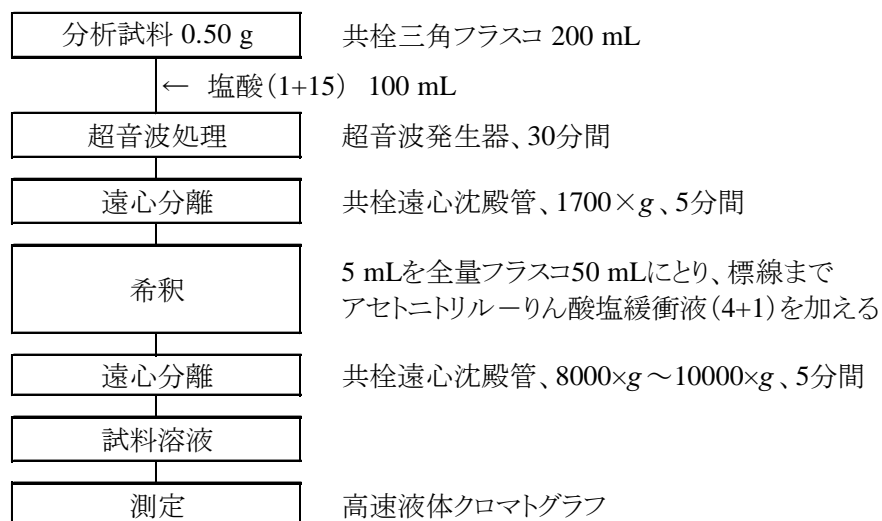 分析試料 0.50 g 共栓三角フラスコ 200 mL
← 塩酸(1+15) 100 mL
超音波処理 超音波発生器、30分間
遠心分離 共栓遠心沈殿管、1700×g、5分間
希釈 5 mLを全量フラスコ50 mLにとり、標線まで
アセトニトリル-りん酸塩緩衝液(4+1)を加える
遠心分離 共栓遠心沈殿管、8000×g～10000×g、5分間
試料溶液
測定 高速液体クロマトグラフ